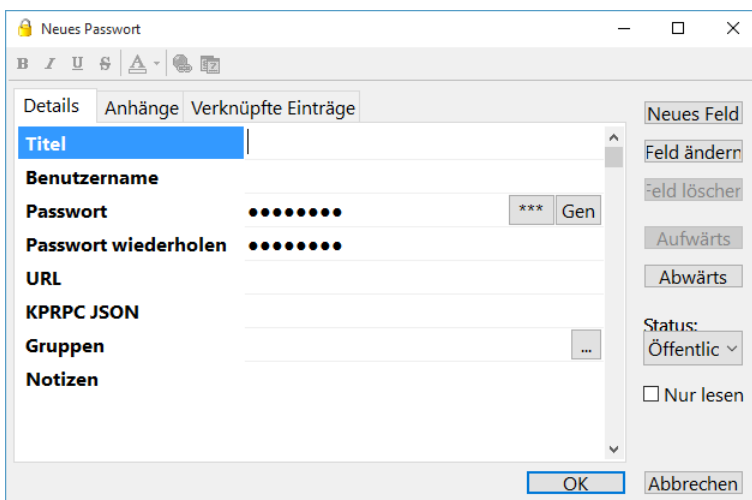 Neues Passwort
B I U S A
Details Anhänge Verknüpfte Einträge
Neues Feld
Titel
Feld ändern
Benutzername
Feld löschen
Passwort ●●●●●●●● *** Gen
Passwort wiederholen ●●●●●●●●
Aufwärts
URL
Abwärts
KPRPC JSON
Status:
Gruppen ...
Öffentlic
Notizen
Nur lesen
OK Abbrechen